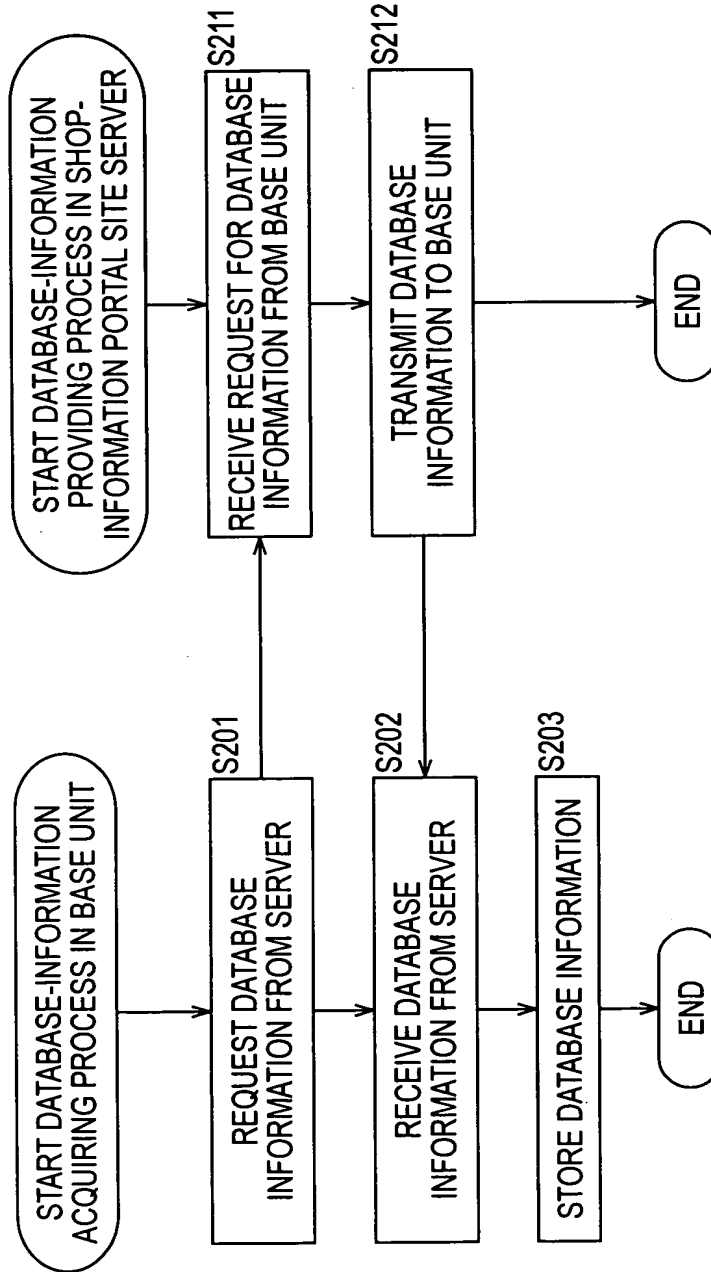 START DATABASE-INFORMATION
ACQUIRING PROCESS IN BASE UNIT
S201
REQUEST DATABASE
INFORMATION FROM SERVER
S202
RECEIVE DATABASE
INFORMATION FROM SERVER
S203
STORE DATABASE INFORMATION
END
START DATABASE-INFORMATION
PROVIDING PROCESS IN SHOP-
INFORMATION PORTAL SITE SERVER
S211
RECEIVE REQUEST FOR DATABASE
INFORMATION FROM BASE UNIT
S212
TRANSMIT DATABASE
INFORMATION TO BASE UNIT
END